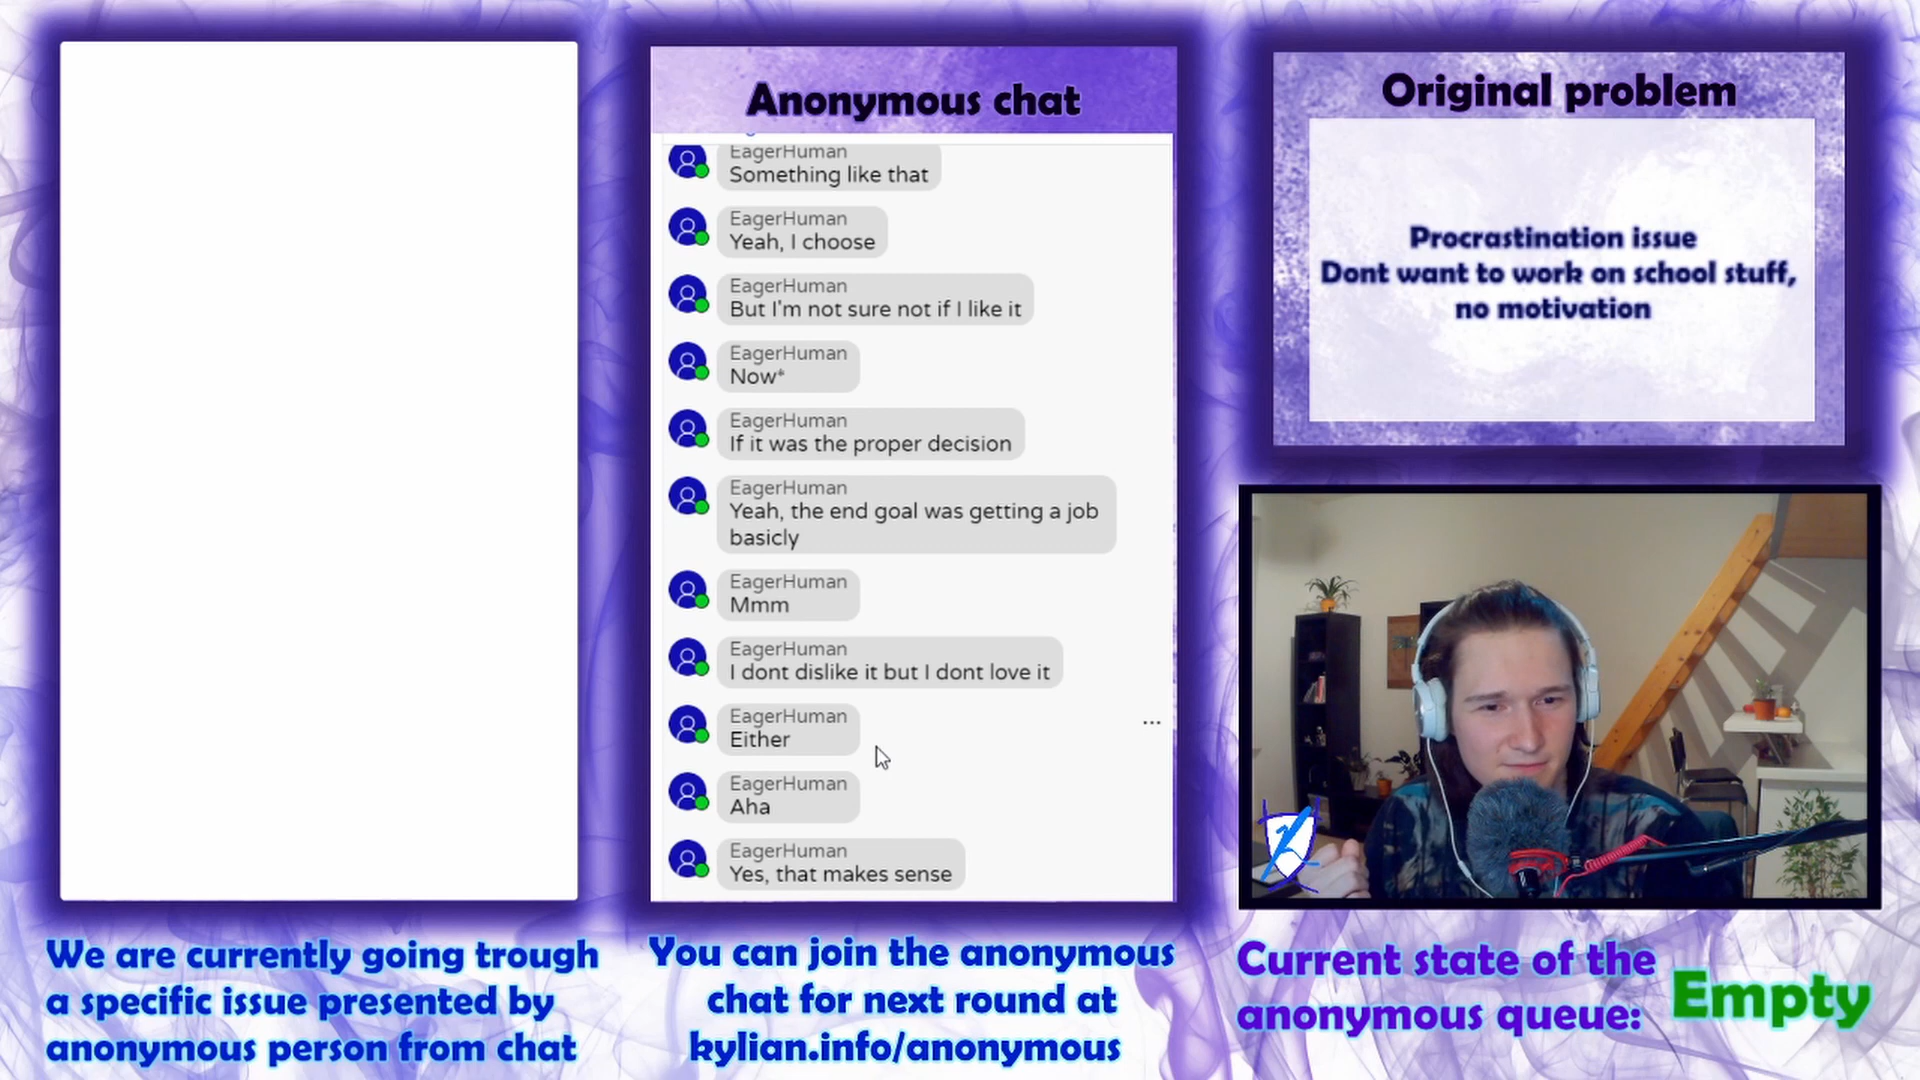 Anonymous chat
EagerHuman
Something like that
EagerHuman
Yeah, I choose
EagerHuman
But I'm not sure not if I like it
EagerHuman
Now*
EagerHuman
If it was the proper decision
EagerHuman
Yeah, the end goal was getting a job
basicly
EagerHuman
Mmm
EagerHuman
I dont dislike it but I dont love it
EagerHuman
Either
EagerHuman
Aha
EagerHuman
Yes, that makes sense
Original problem
Procrastination issue
Dont want to work on school stuff,
no motivation
We are currently going trough
a specific issue presented by
anonymous person from chat
You can join the anonymous
chat for next round at
kylian.info/anonymous
Current state of the
anonymous queue:
Empty